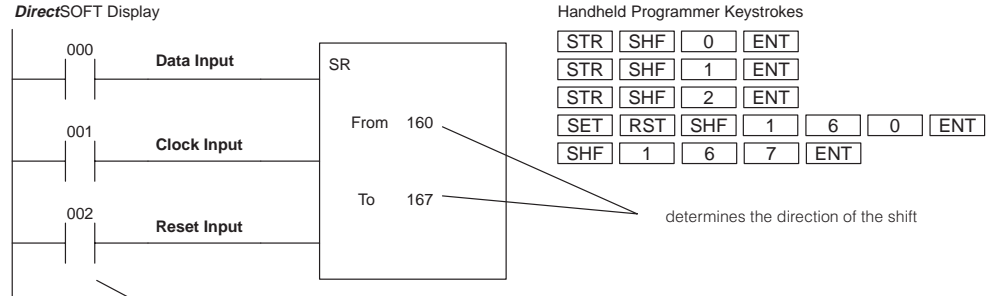 DirectSOFT Display
000
Data Input
001
Clock Input
002
Reset Input
SR
From 160
To 167
Handheld Programmer Keystrokes
STR SHF 0 ENT
STR SHF 1 ENT
STR SHF 2 ENT
SET RST SHF 1 6 0 ENT
SHF 1 6 7 ENT
determines the direction of the shift